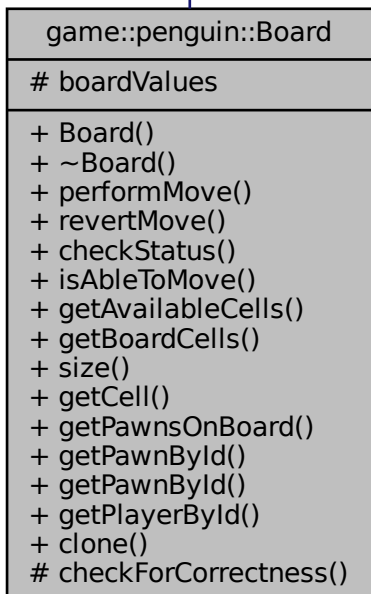 game::penguin::Board
# boardValues
+ Board()
+ ~Board()
+ performMove()
+ revertMove()
+ checkStatus()
+ isAbleToMove()
+ getAvailableCells()
+ getBoardCells()
+ size()
+ getCell()
+ getPawnsOnBoard()
+ getPawnById()
+ getPawnById()
+ getPlayerById()
+ clone()
# checkForCorrectness()